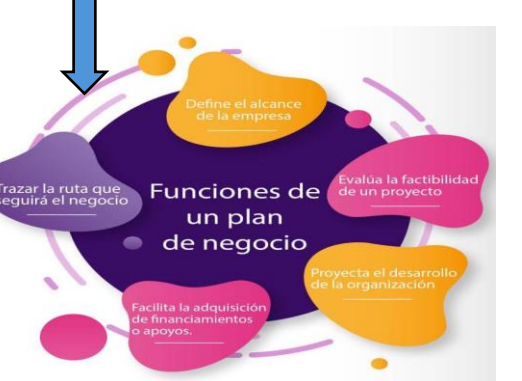 Define el alcance
de la empresa
Trazar la ruta que
seguirá el negocio
Funciones de
un plan
de negocio
Evalúa la factibilidad
de un proyecto
Proyecta el desarrollo
de la organización
Facilita la adquisición
de financiamientos
o apoyos.